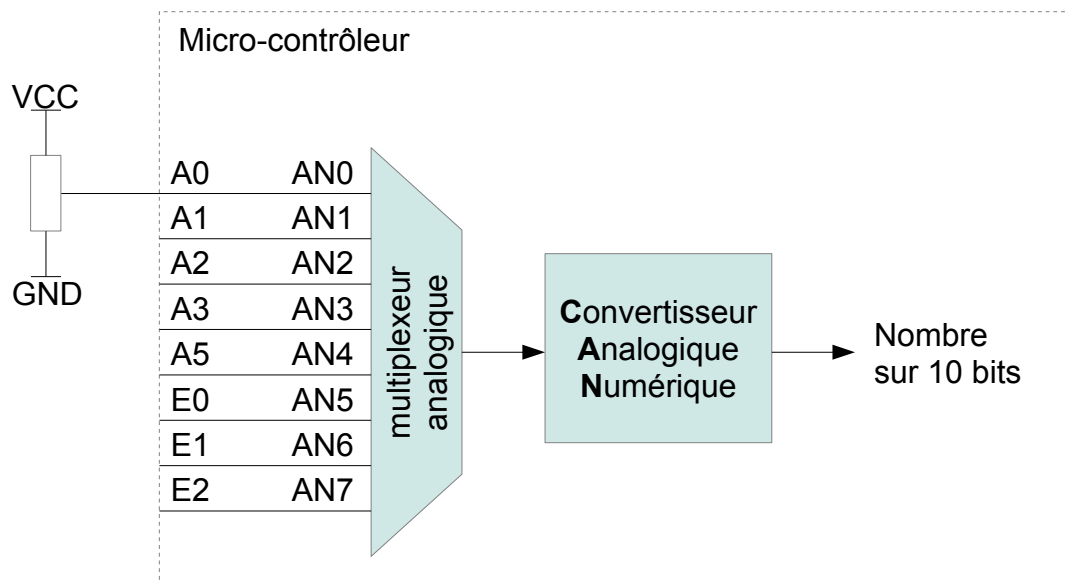 Micro-contrôleur
VCC
GND
A0 AN0
A1 AN1
A2 AN2
A3 AN3
A5 AN4
E0 AN5
E1 AN6
E2 AN7
multiplexeur
analogique
Convertisseur
Analogique
Numérique
Nombre
sur 10 bits